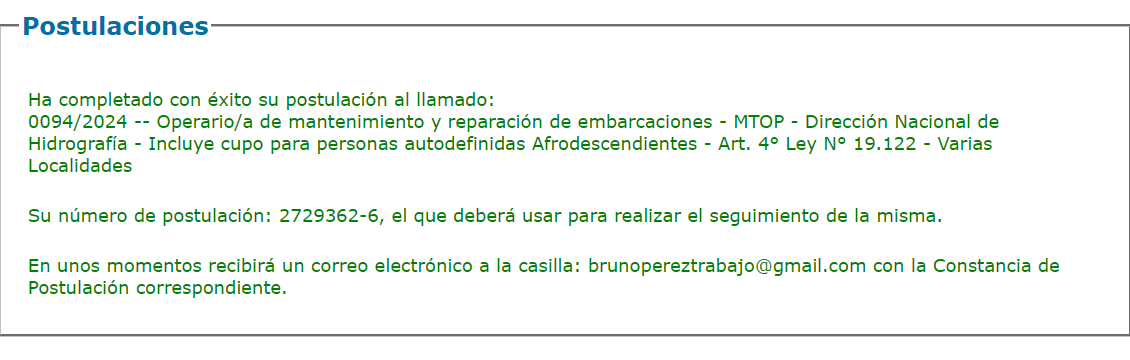 Postulaciones
Ha completado con éxito su postulación al llamado:
0094/2024 -- Operario/a de mantenimiento y reparación de embarcaciones - MTOP - Dirección Nacional de
Hidrografía - Incluye cupo para personas autodefinidas Afrodescendientes - Art. 4° Ley N° 19.122 - Varias
Localidades
Su número de postulación: 2729362-6, el que deberá usar para realizar el seguimiento de la misma.
En unos momentos recibirá un correo electrónico a la casilla: brunopereztrabajo@gmail.com con la Constancia de
Postulación correspondiente.